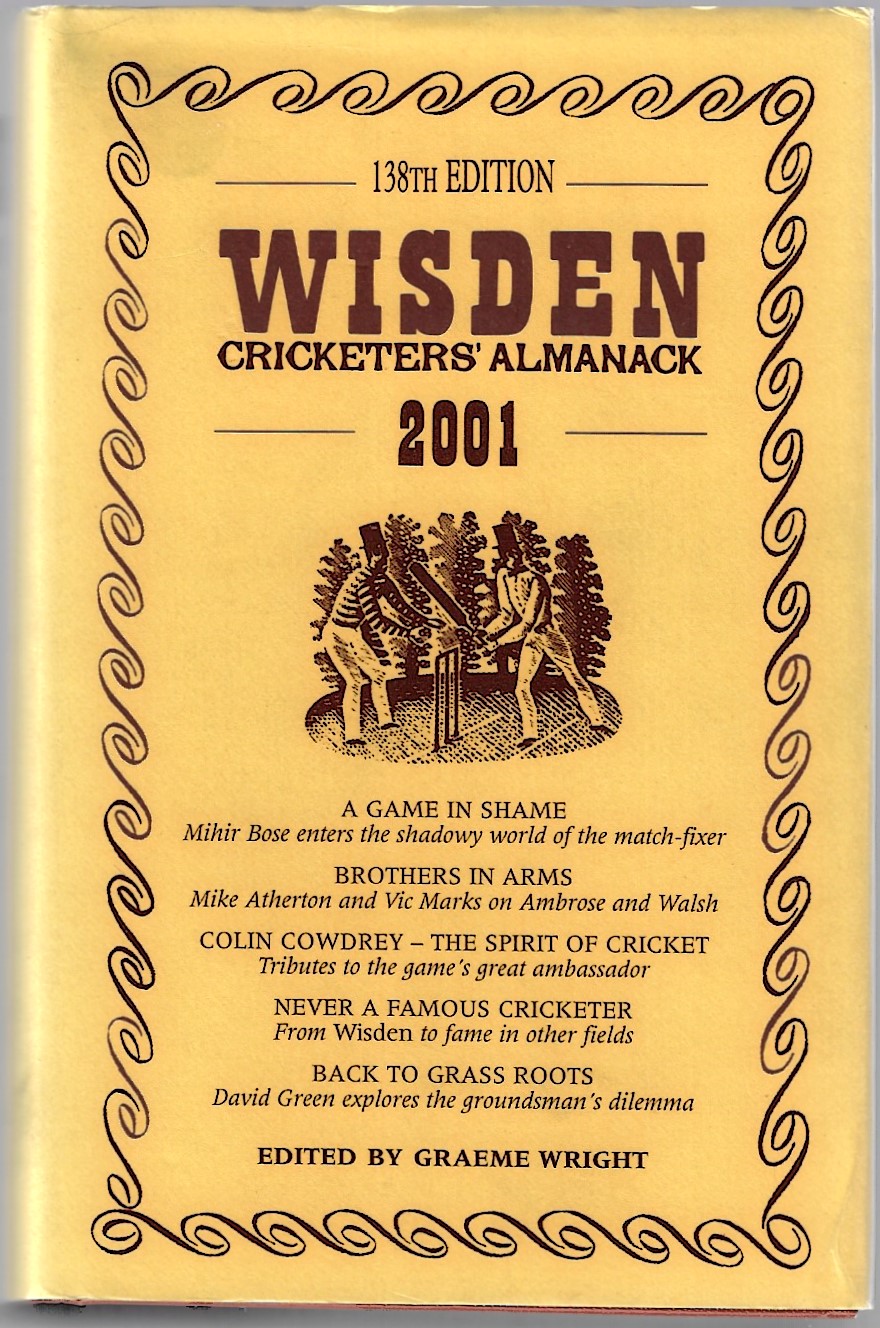 138TH EDITION
WISDEN
CRICKETERS' ALMANACK
2001
A GAME IN SHAME
Mihir Bose enters the shadowy world of the match-fixer
BROTHERS IN ARMS
Mike Atherton and Vic Marks on Ambrose and Walsh
COLIN COWDREY – THE SPIRIT OF CRICKET
Tributes to the game's great ambassador
NEVER A FAMOUS CRICKETER
From Wisden to fame in other fields
BACK TO GRASS ROOTS
David Green explores the groundsman's dilemma
EDITED BY GRAEME WRIGHT